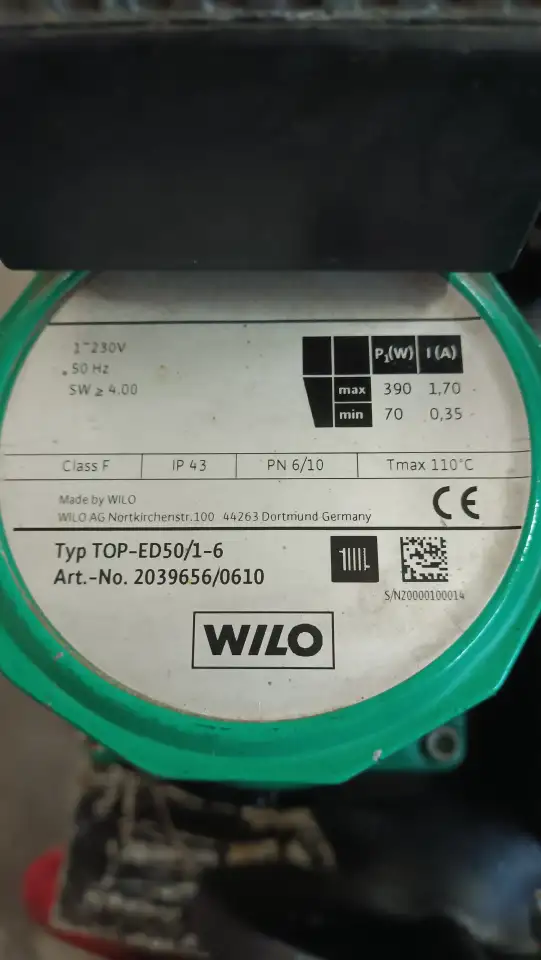 1~230V
50 Hz
SW ≥ 4.00
P₁(W) I (A)
max 390 1,70
min 70 0,35
Class F IP 43 PN 6/10 Tmax 110°C
Made by WILO
WILO AG Nortkirchenstr.100 44263 Dortmund Germany
CE
Typ TOP-ED50/1-6
Art.-No. 2039656/0610
S/N20000100014
WILO